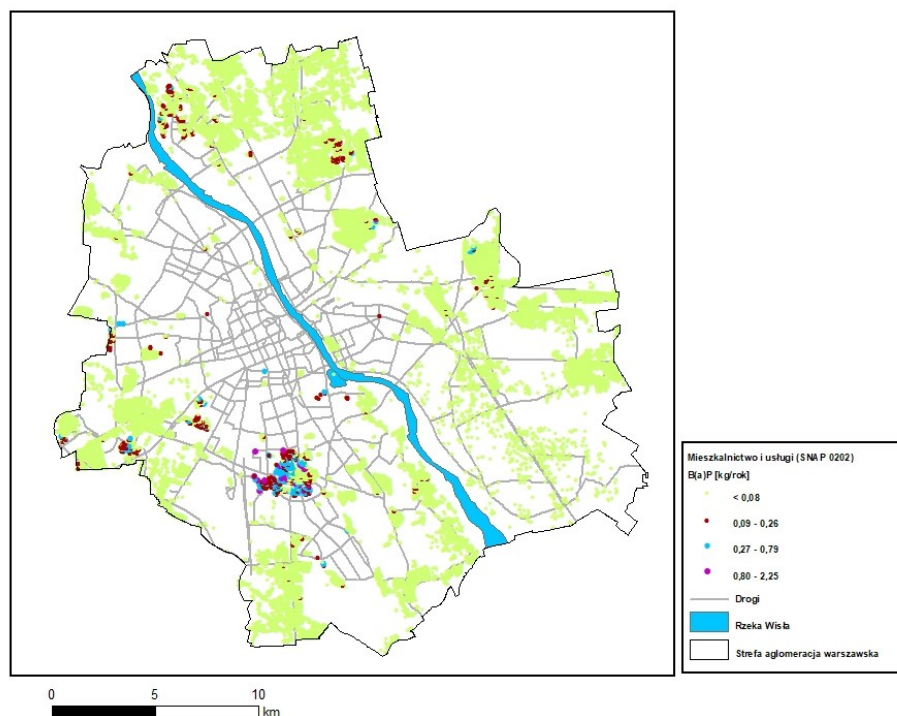 Mieszkalnictwo i usługi (SNAP 0202)
B(a)P [kg/rok]
< 0,08
0,09 - 0,26
0,27 - 0,79
0,80 - 2,25
Drogi
Rzeka Wisła
Strefa aglomeracja warszawska
0 5 10
km